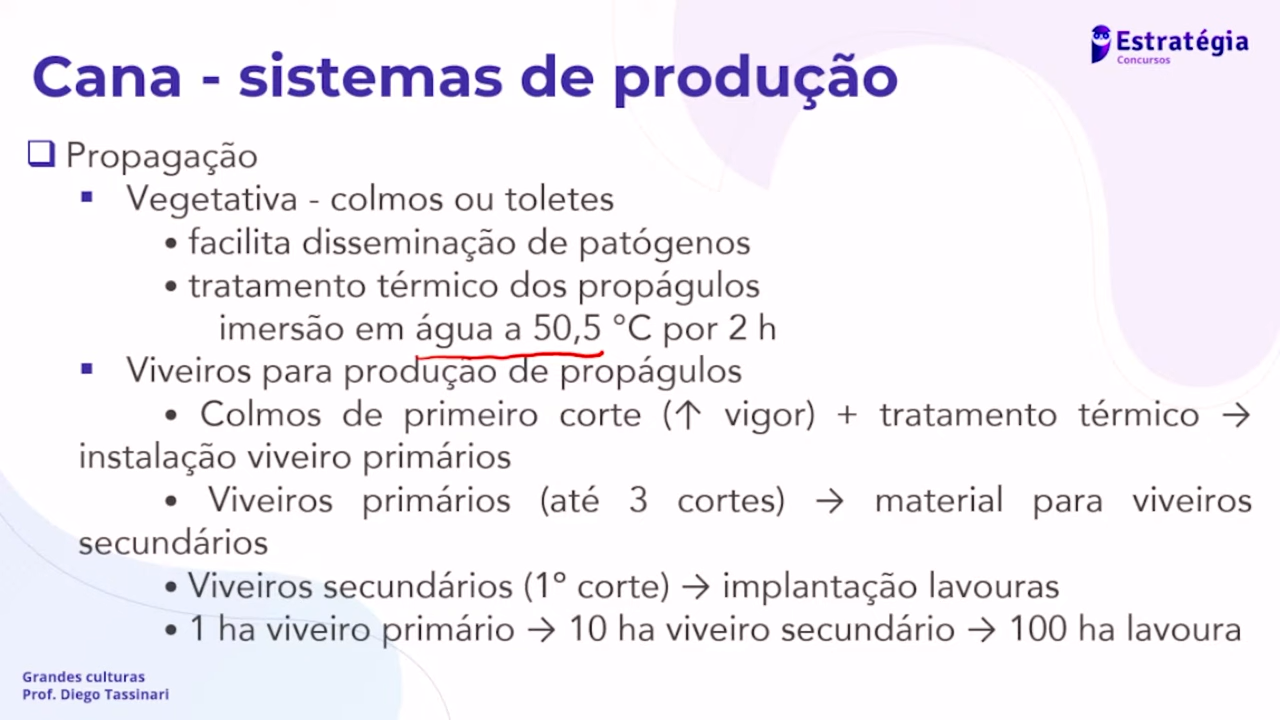 Estratégia
Concursos
Cana - sistemas de produção
❑ Propagação
▪ Vegetativa - colmos ou toletes
• facilita disseminação de patógenos
• tratamento térmico dos propágulos
imersão em água a 50,5 °C por 2 h
▪ Viveiros para produção de propágulos
• Colmos de primeiro corte (↑ vigor) + tratamento térmico →
instalação viveiro primários
• Viveiros primários (até 3 cortes) → material para viveiros
secundários
• Viveiros secundários (1º corte) → implantação lavouras
• 1 ha viveiro primário → 10 ha viveiro secundário → 100 ha lavoura
Grandes culturas
Prof. Diego Tassinari